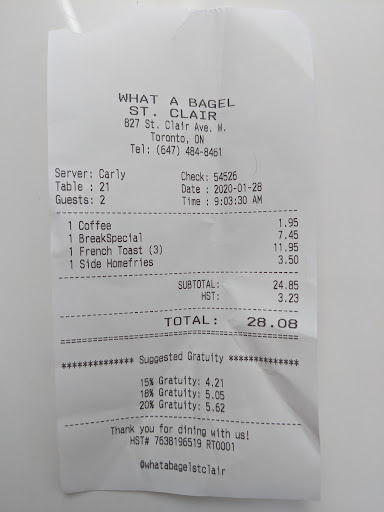 WHAT A BAGEL
ST. CLAIR
827 St. Clair Ave. W.
Toronto, ON
Tel: (647) 484-8461
Server: Carly Check: 54526
Table : 21 Date : 2020-01-28
Guests: 2 Time : 9:03:30 AM
1 Coffee 1.95
1 BreakSpecial 7.45
1 French Toast (3) 11.95
1 Side Homefries 3.50
SUBTOTAL: 24.85
HST: 3.23
TOTAL: 28.08
************** Suggested Gratuity **************
15% Gratuity: 4.21
18% Gratuity: 5.05
20% Gratuity: 5.62
Thank you for dining with us!
HST# 7638196519 RT0001
@whatabagelstclair